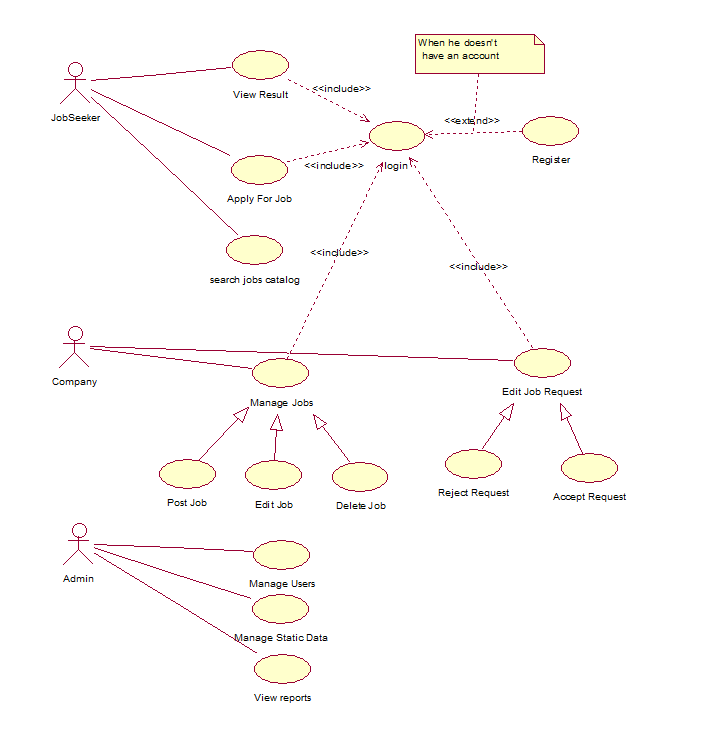 When he doesn't
have an account
View Result
<<include>>
JobSeeker
<<extend>>
login
Register
<<include>>
Apply For Job
<<include>>
<<include>>
search jobs catalog
Company
Manage Jobs
Edit Job Request
Post Job
Edit Job
Delete Job
Reject Request
Accept Request
Admin
Manage Users
Manage Static Data
View reports